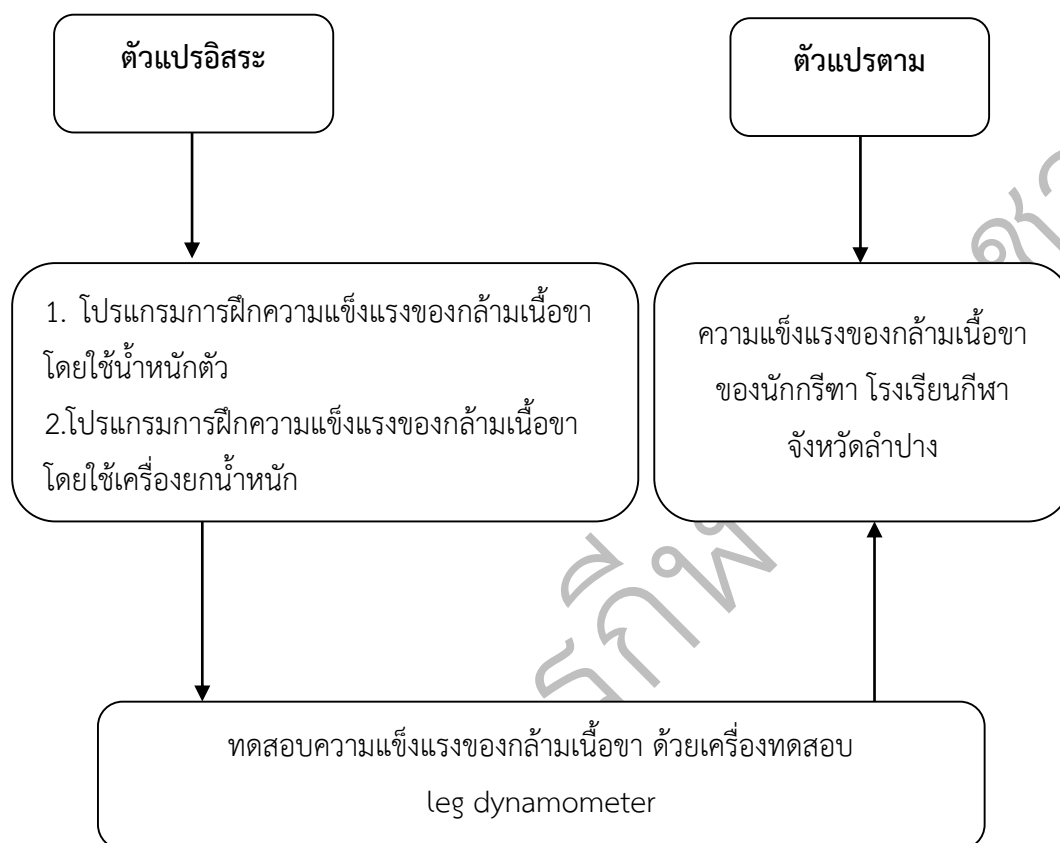 ตัวแปรอิสระ
ตัวแปรตาม
1. โปรแกรมการฝึกความแข็งแรงของกล้ามเนื้อขา
โดยใช้น้ำหนักตัว
2.โปรแกรมการฝึกความแข็งแรงของกล้ามเนื้อขา
โดยใช้เครื่องยกน้ำหนัก
ความแข็งแรงของกล้ามเนื้อขา
ของนักกรีฑา โรงเรียนกีฬา
จังหวัดลำปาง
ทดสอบความแข็งแรงของกล้ามเนื้อขา ด้วยเครื่องทดสอบ
leg dynamometer